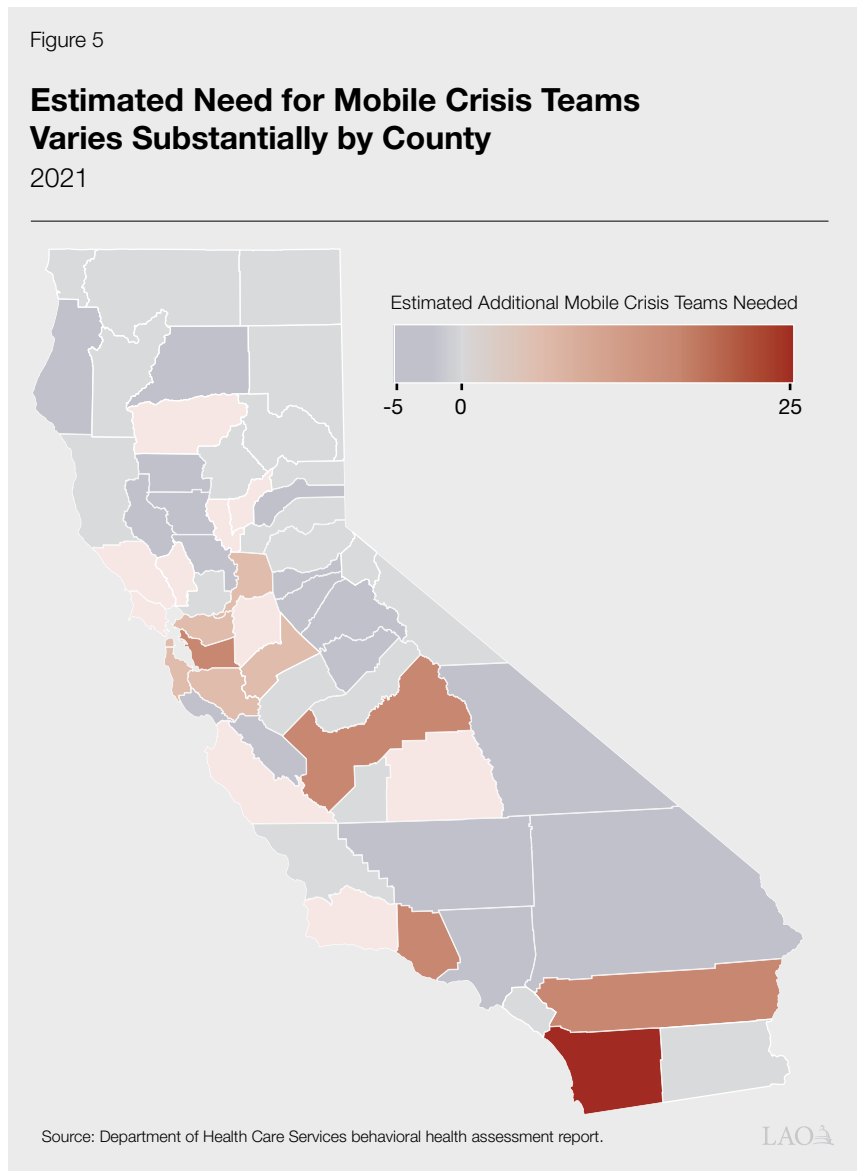 Figure 5
Estimated Need for Mobile Crisis Teams
Varies Substantially by County
2021
Estimated Additional Mobile Crisis Teams Needed
-5 0 25
Source: Department of Health Care Services behavioral health assessment report.
LAO